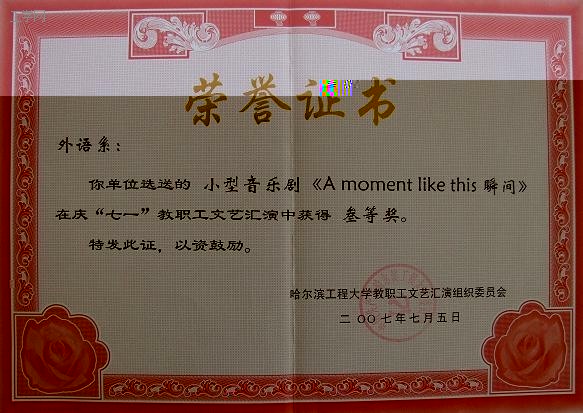 荣誉证书
外语系：
你单位选送的 小型音乐剧《A moment like this 瞬间》
在庆“七一”教职工文艺汇演中获得 叁等奖。
特发此证，以资鼓励。
哈尔滨工程大学教职工文艺汇演组织委员会
二〇〇七年七月五日